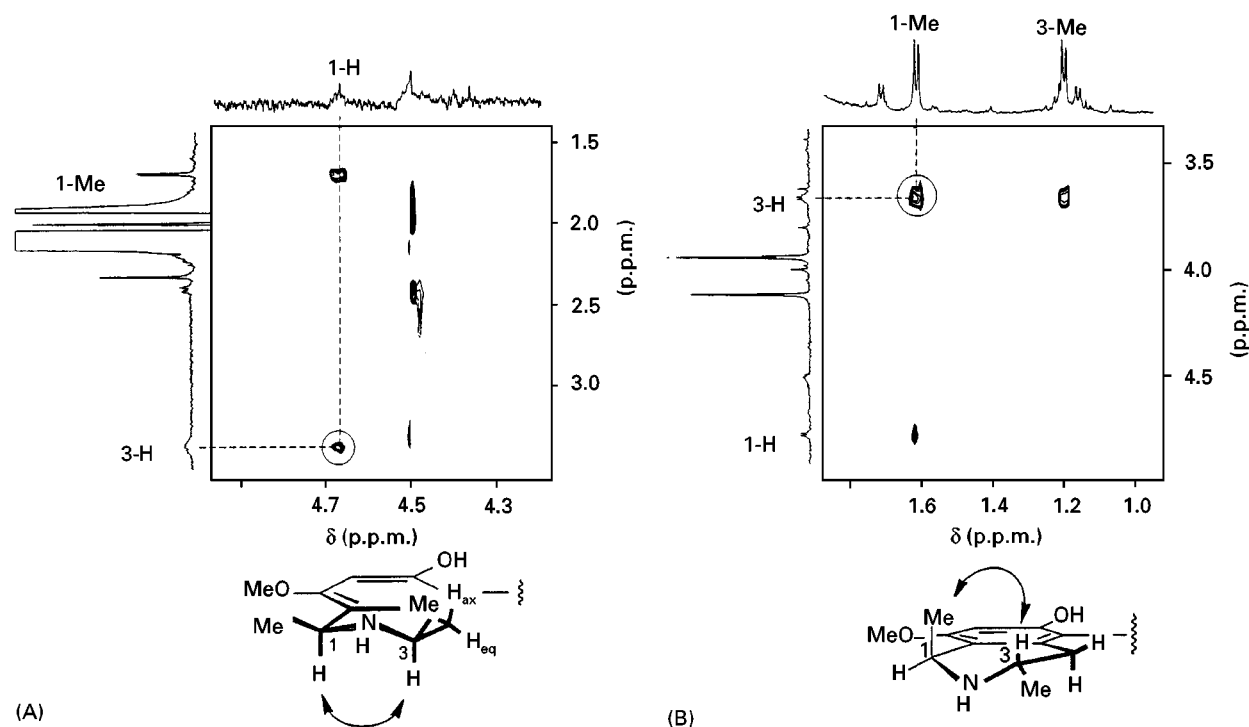 1-H
1-Me
3-H
1.5
2.0
2.5
3.0
(p.p.m.)
4.7 4.5 4.3
δ (p.p.m.)
OH
MeO
H
ax
Me
Me
N
H
H
eq
1
3
H
H
(A)
1-Me 3-Me
3-H
1-H
3.5
4.0
4.5
(p.p.m.)
1.6 1.4 1.2 1.0
δ (p.p.m.)
Me
OH
MeO
H
H
1
3
H
N
H
Me
H
(B)